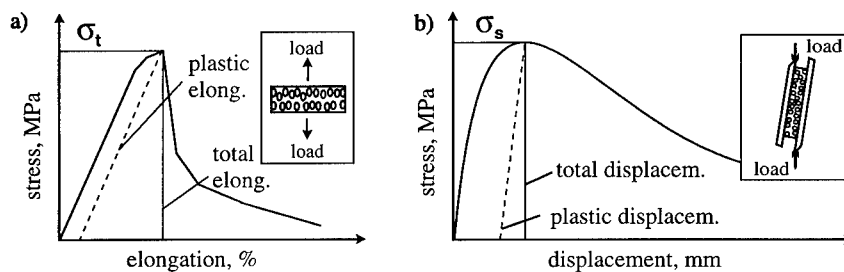 a)
σt
stress, MPa
plastic
elong.
total
elong.
load
load
elongation, %
b)
σs
stress, MPa
total displacem.
plastic displacem.
load
load
displacement, mm